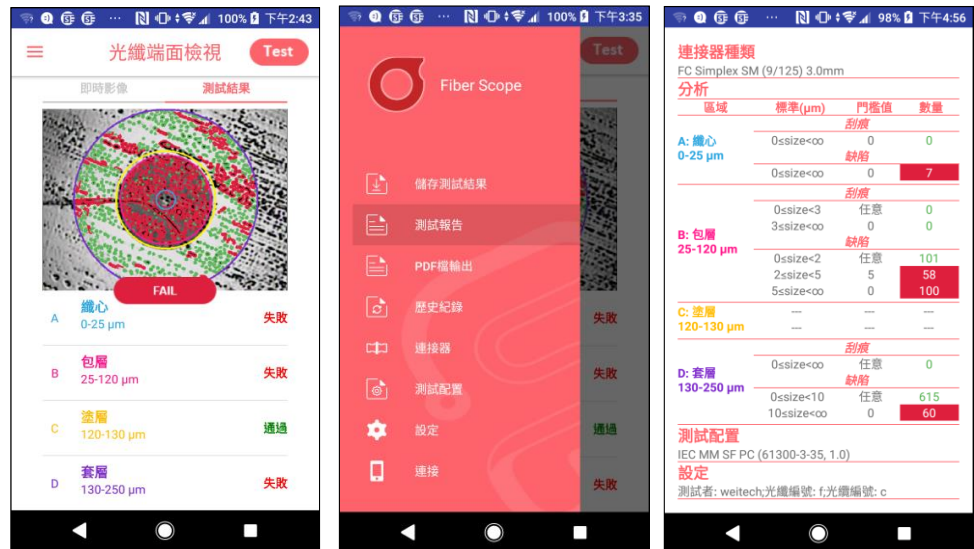 100% 下午2:43
光纖端面檢視
Test
即時影像 測試結果
FAIL
A 纖心 0-25 μm 失敗
B 包層 25-120 μm 失敗
C 塗層 120-130 μm 通過
D 套層 130-250 μm 失敗
100% 下午3:35
Test
Fiber Scope
儲存測試結果
測試報告
PDF檔輸出
歷史紀錄
連接器
測試配置
設定
連接
失敗
失敗
通過
失敗
98% 下午4:56
連接器種類
FC Simplex SM (9/125) 3.0mm
分析
區域 標準(μm) 門檻值 數量
A: 纖心
0-25 μm
刮痕
0≤size<∞ 0 0
缺陷
0≤size<∞ 0 7
B: 包層
25-120 μm
刮痕
0≤size<3 任意 0
3≤size<∞ 0 0
缺陷
0≤size<2 任意 101
2≤size<5 5 58
5≤size<∞ 0 100
C: 塗層 --- --- ---
120-130 μm --- --- ---
D: 套層
130-250 μm
刮痕
0≤size<∞ 任意 0
缺陷
0≤size<10 任意 615
10≤size<∞ 0 60
測試配置
IEC MM SF PC (61300-3-35, 1.0)
設定
測試者: weitech;光纖編號: f;光纜編號: c